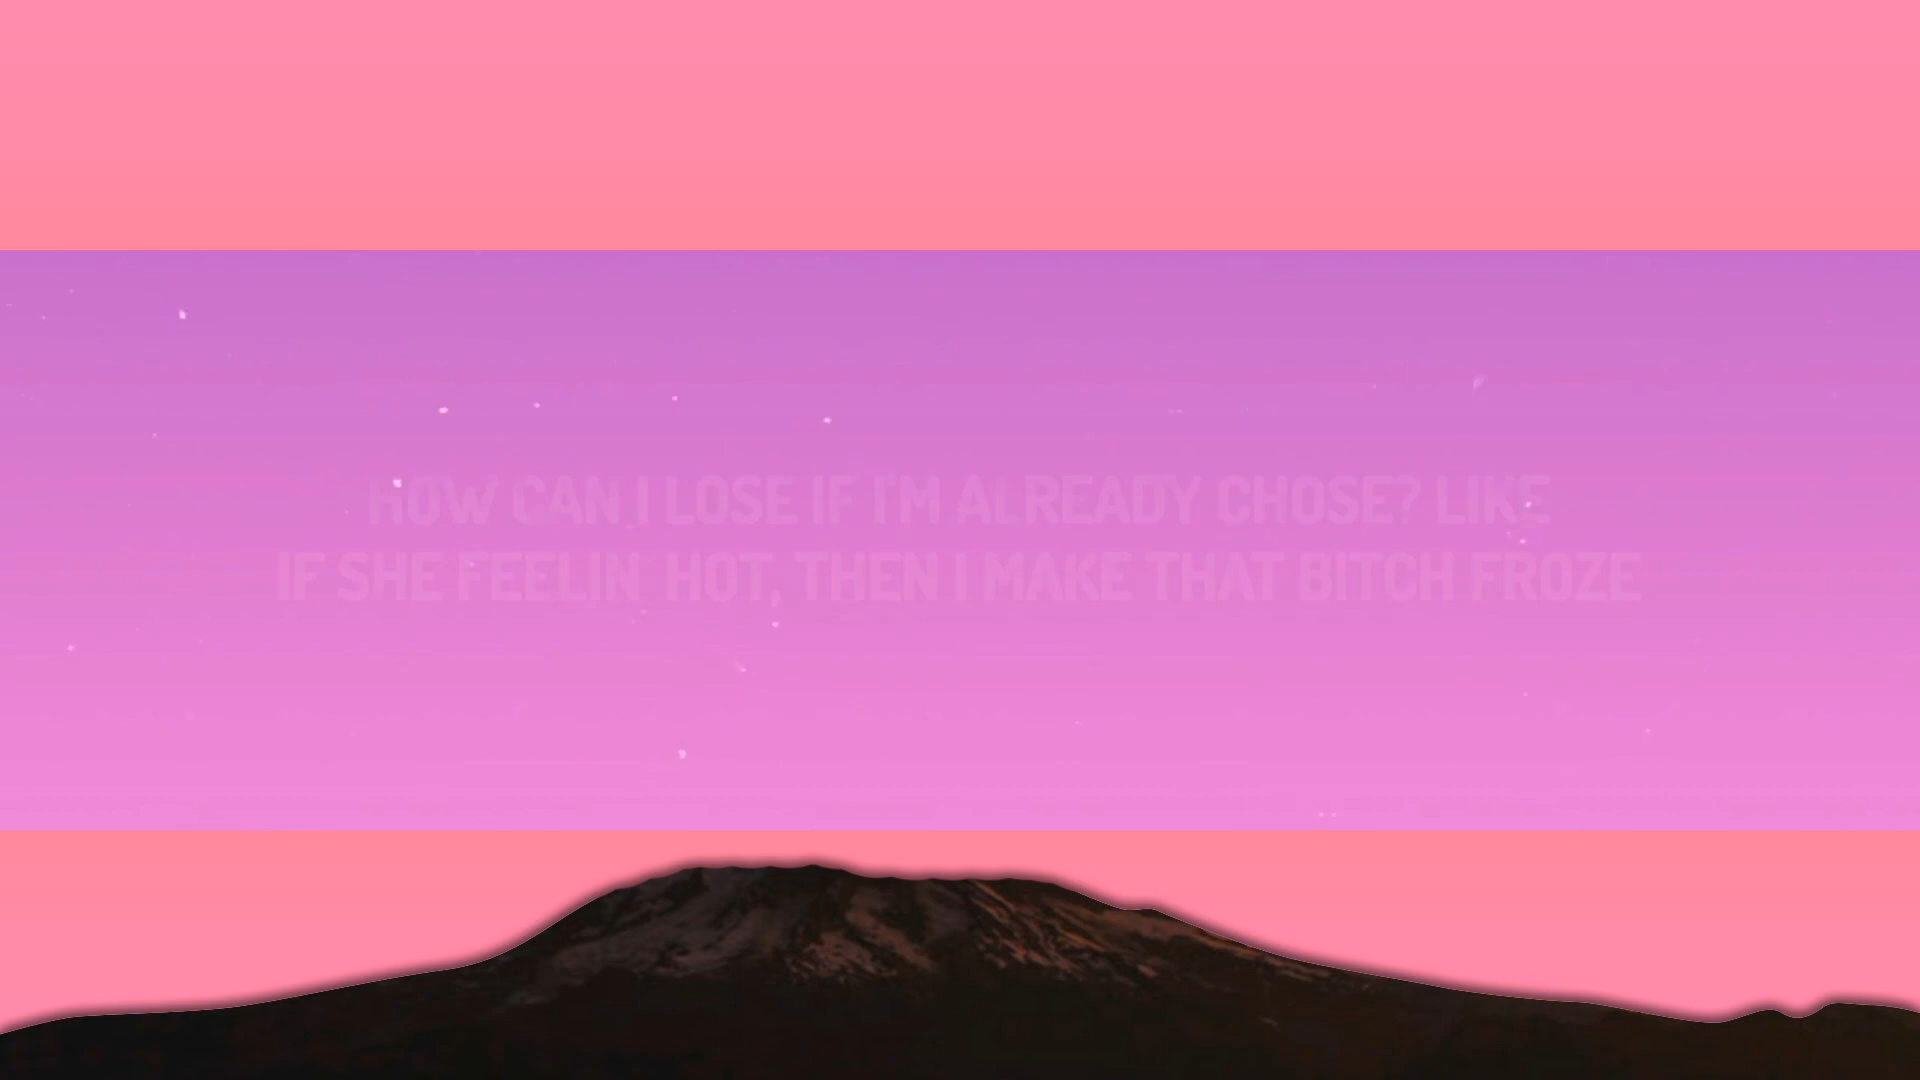 HOW CAN I LOSE IF I'M ALREADY CHOSE? LIKE
IF SHE FEELIN' HOT, THEN I MAKE THAT BITCH FROZE